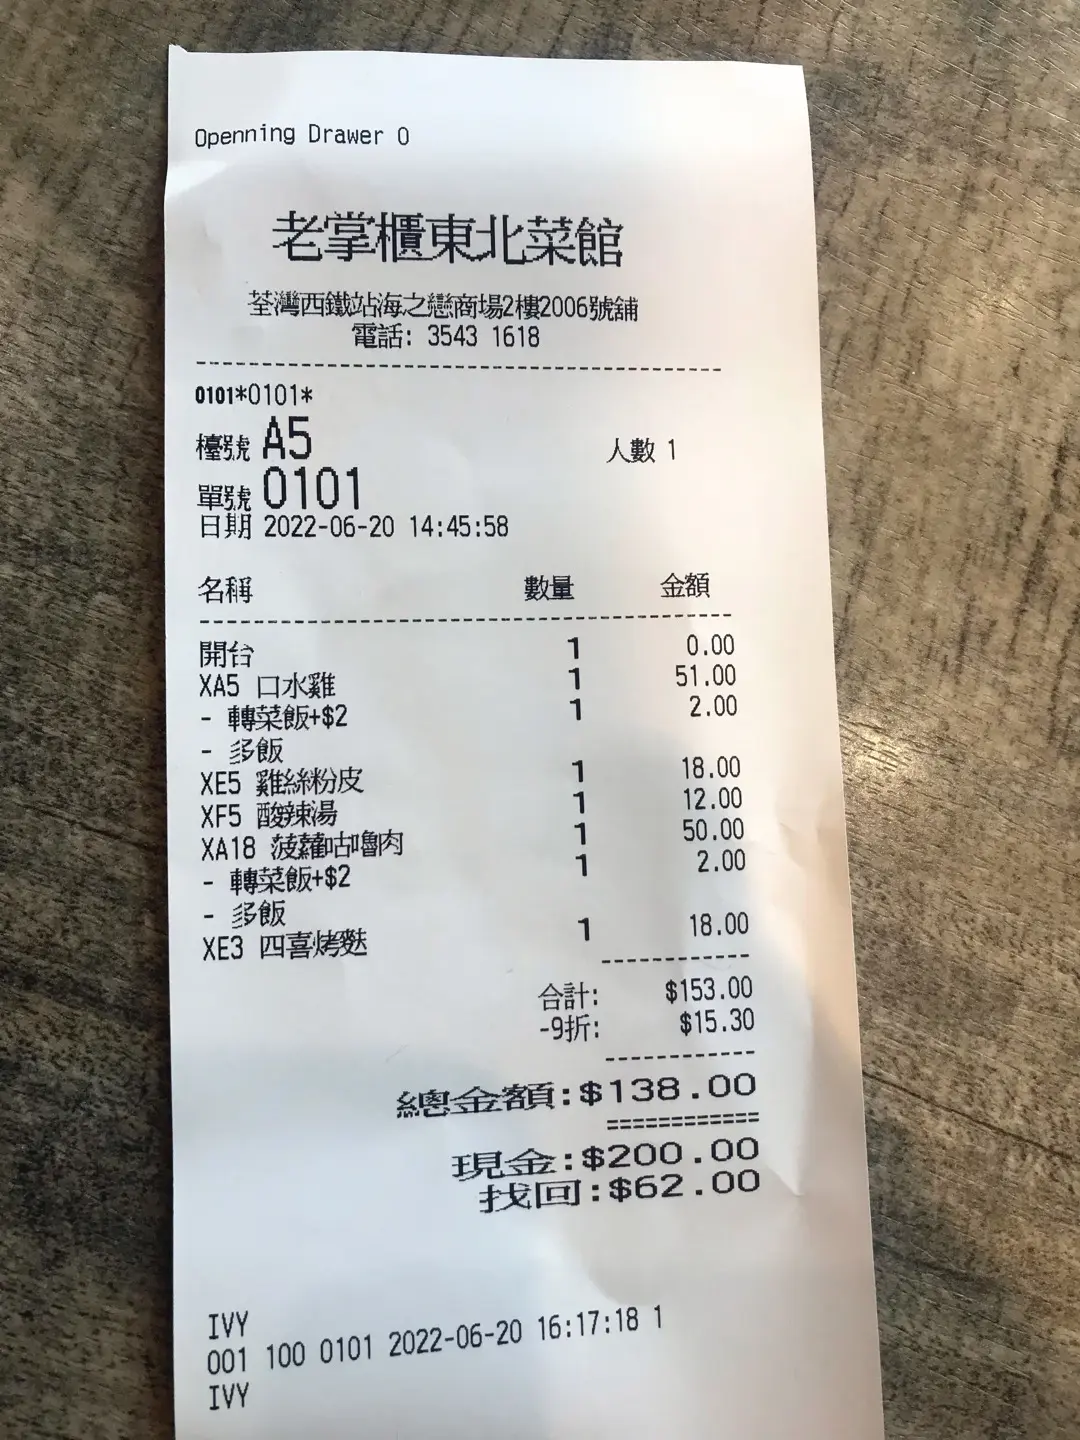 Openning Drawer 0
老掌櫃東北菜館
荃灣西鐵站海之戀商場2樓2006號舖
電話: 3543 1618
0101*0101*
檯號 A5 人數 1
單號 0101
日期 2022-06-20 14:45:58
名稱 數量 金額
開台 1 0.00
XA5 口水雞 1 51.00
- 轉菜飯+$2 1 2.00
- 多飯
XE5 雞絲粉皮 1 18.00
XF5 酸辣湯 1 12.00
XA18 菠蘿咕嚕肉 1 50.00
- 轉菜飯+$2 1 2.00
- 多飯
XE3 四喜烤麩 1 18.00
合計: $153.00
-9折: $15.30
總金額:$138.00
現金:$200.00
找回:$62.00
IVY
001 100 0101 2022-06-20 16:17:18 1
IVY